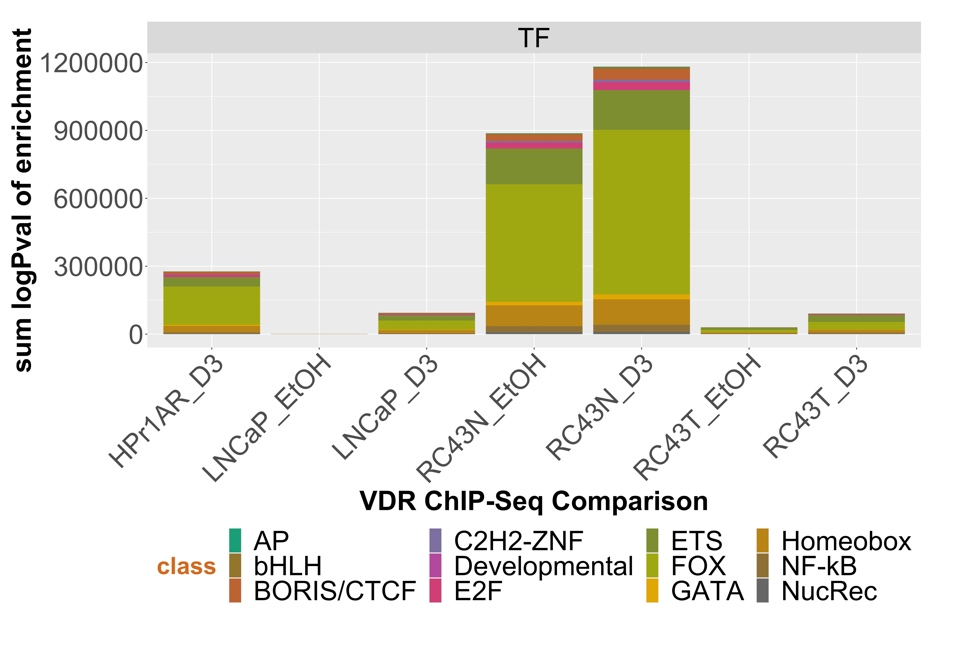 TF
sum logPval of enrichment
1200000
900000
600000
300000
0
HPr1AR_D3
LNCaP_EtOH
LNCaP_D3
RC43N_EtOH
RC43N_D3
RC43T_EtOH
RC43T_D3
VDR ChIP-Seq Comparison
class
AP
bHLH
BORIS/CTCF
C2H2-ZNF
Developmental
E2F
ETS
FOX
GATA
Homeobox
NF-kB
NucRec